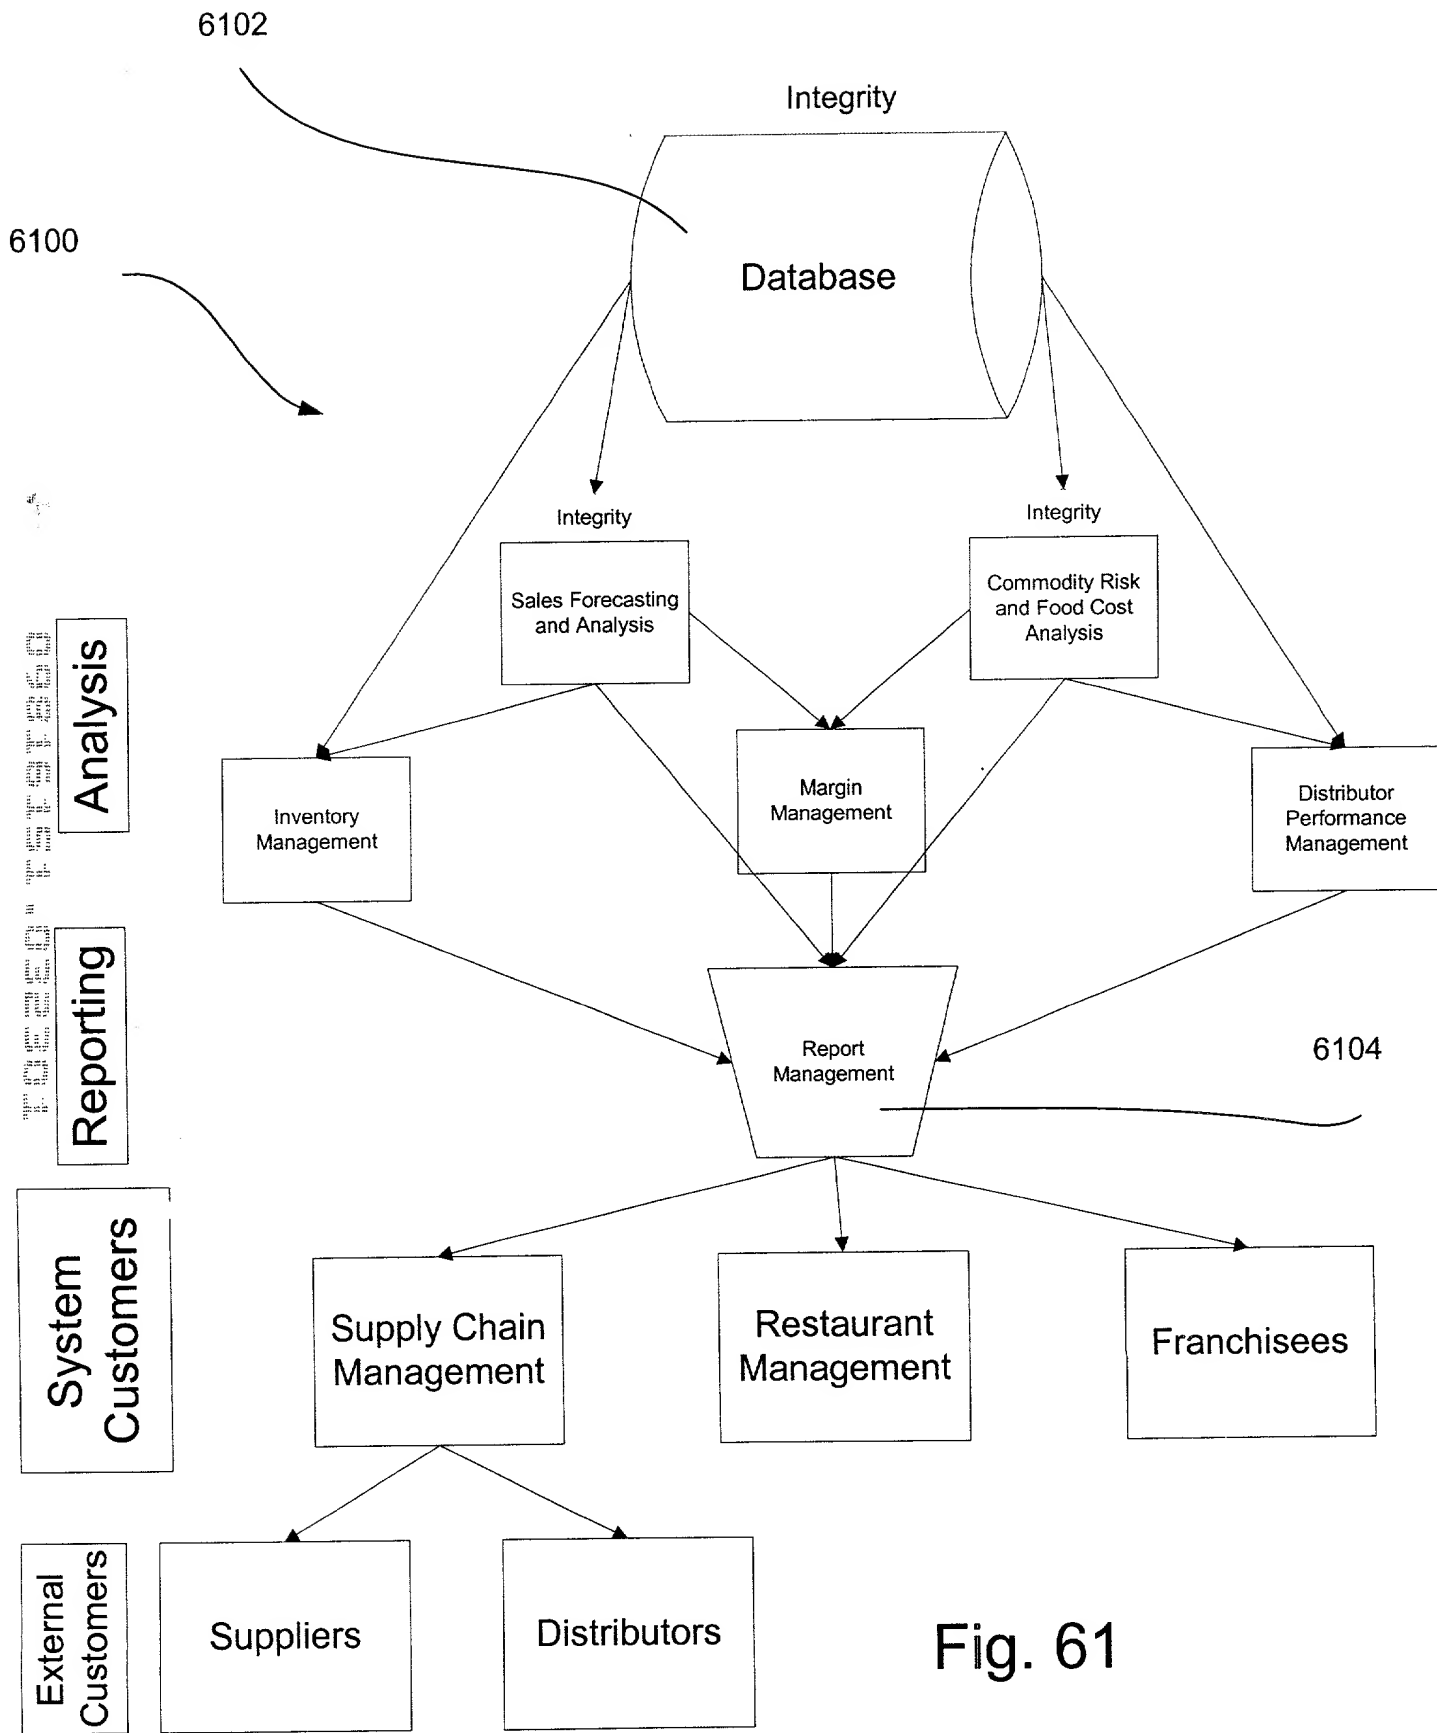 6102
Integrity
6100
Database
Integrity
Integrity
Sales Forecasting
and Analysis
Commodity Risk
and Food Cost
Analysis
Analysis
Inventory
Management
Margin
Management
Distributor
Performance
Management
Reporting
Report
Management
6104
System
Customers
Supply Chain
Management
Restaurant
Management
Franchisees
External
Customers
Suppliers
Distributors
Fig. 61